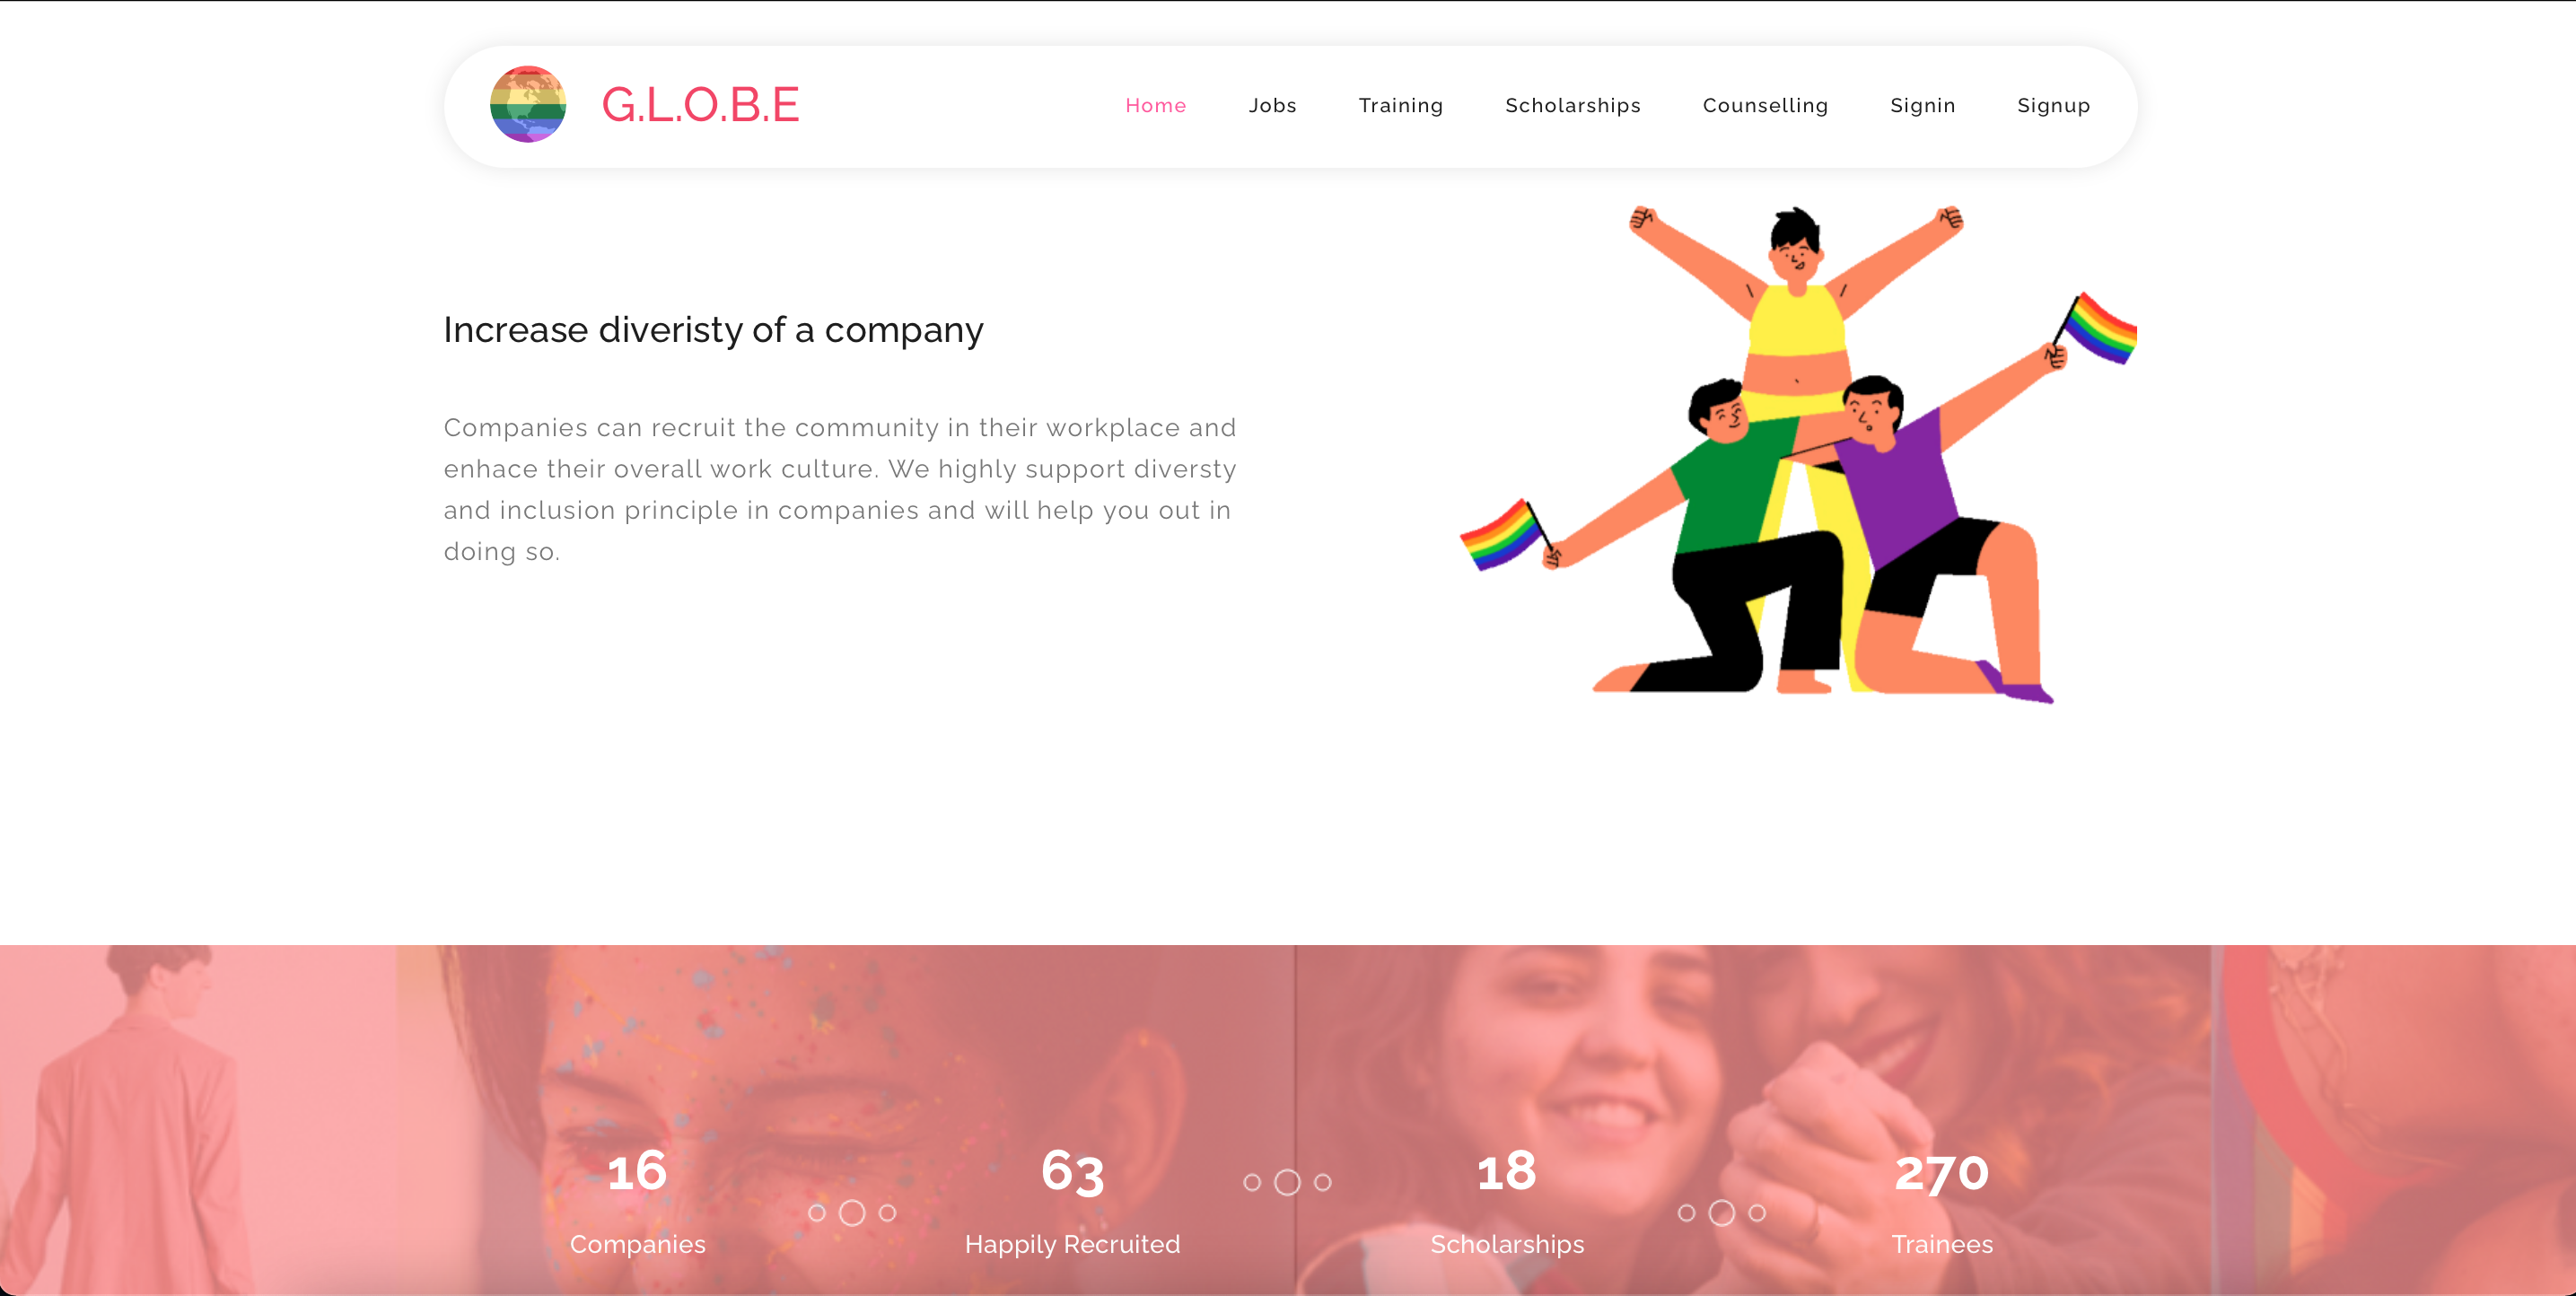 G.L.O.B.E
Home Jobs Training Scholarships Counselling Signin Signup
Increase diveristy of a company
Companies can recruit the community in their workplace and
enhace their overall work culture. We highly support diversty
and inclusion principle in companies and will help you out in
doing so.
16 63 18 270
Companies Happily Recruited Scholarships Trainees